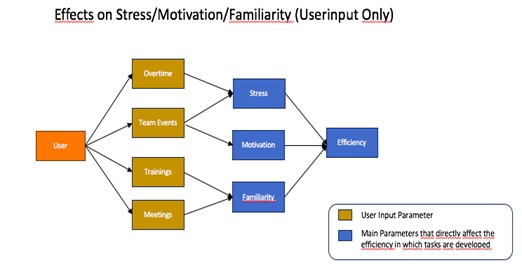 Effects on Stress/Motivation/Familiarity (Userinput Only)
Overtime
Stress
Team Events
User
Motivation
Efficiency
Trainings
Familiarity
Meetings
User Input Parameter
Main Parameters that directly affect the
efficiency in which tasks are developed